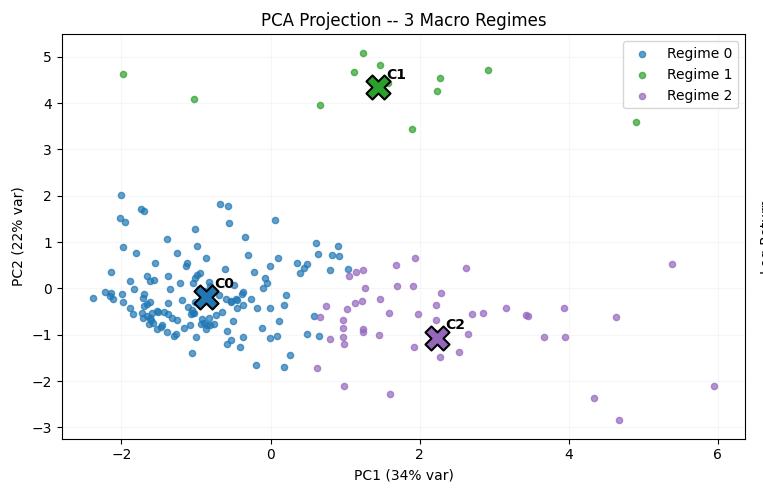 PCA Projection -- 3 Macro Regimes
Regime 0
Regime 1
Regime 2
C1
C0
C2
PC2 (22% var)
5
4
3
2
1
0
−1
−2
−3
−2
0
2
4
6
PC1 (34% var)